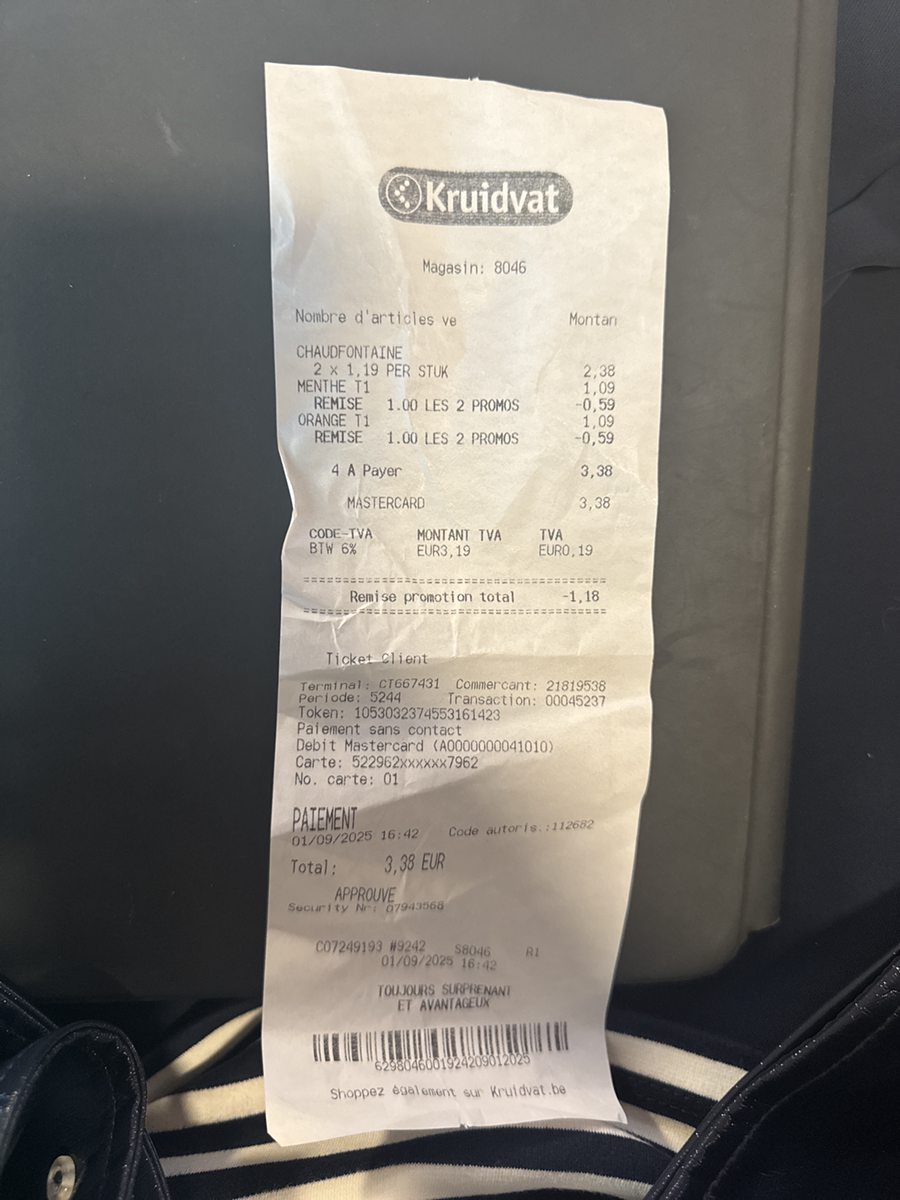 Kruidvat
Magasin: 8046
Nombre d'articles ve Montan
CHAUDFONTAINE
2 x 1,19 PER STUK 2,38
MENTHE T1 1,09
REMISE 1.00 LES 2 PROMOS -0,59
ORANGE T1 1,09
REMISE 1.00 LES 2 PROMOS -0,59
4 A Payer 3,38
MASTERCARD 3,38
CODE-TVA MONTANT TVA TVA
BTW 6% EUR3,19 EUR0,19
======================================
Remise promotion total -1,18
======================================
Ticket Client
Terminal: CT667431 Commercant: 21819538
Periode: 5244 Transaction: 00045237
Token: 1053032374553161423
Paiement sans contact
Debit Mastercard (A0000000041010)
Carte: 522962xxxxxx7962
No. carte: 01
PAIEMENT
01/09/2025 16:42 Code autoris.:112682
Total: 3,38 EUR
APPROUVE
Security Nr: 07943568
C07249193 #9242 S8046 R1
01/09/2025 16:42
TOUJOURS SURPRENANT
ET AVANTAGEUX
6298046001924209012025
Shoppez également sur Kruidvat.be